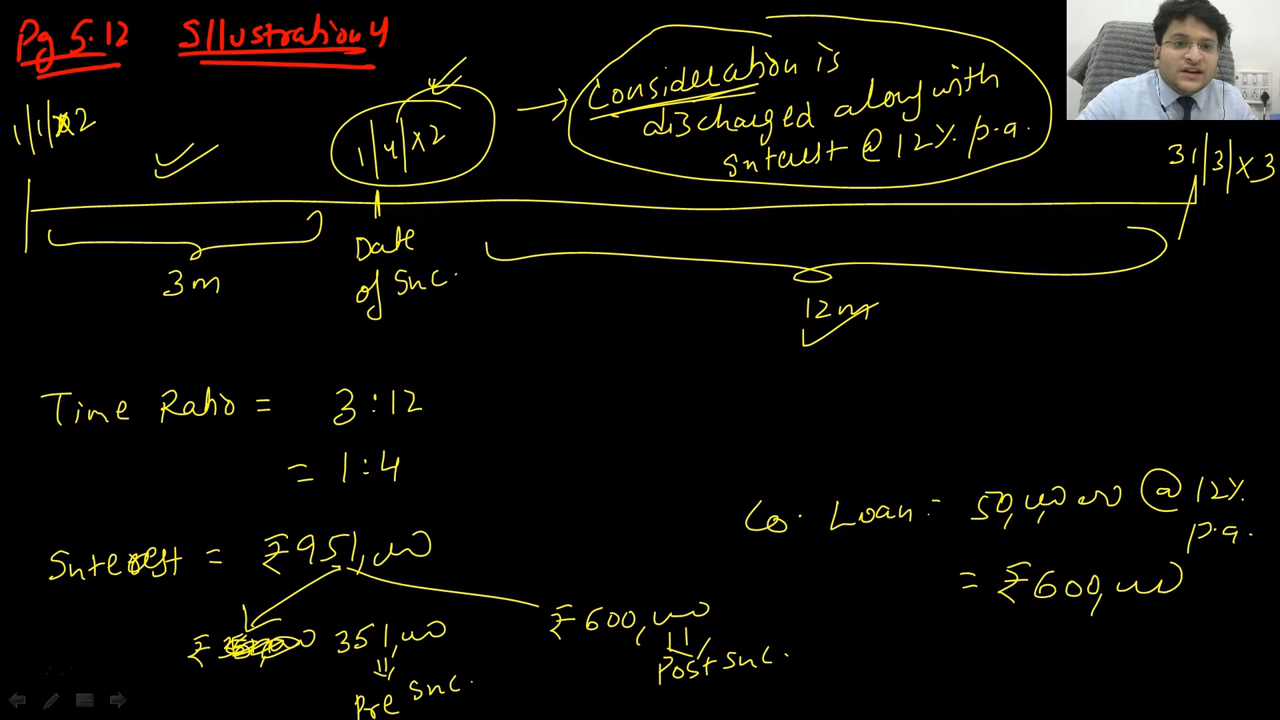 Pg 5.12 Illustration 4
1/1/X2
1/4/X2
Consideration is
discharged along with
interest @ 12% p.a.
31/3/X3
3m
Date
of Inc.
12m
Time Ratio = 3:12
= 1:4
Interest = ₹951,000
351,000
Pre Inc.
₹600,000
Post Inc.
Co. Loan = 50,00,000 @ 12%
p.a.
= ₹600,000